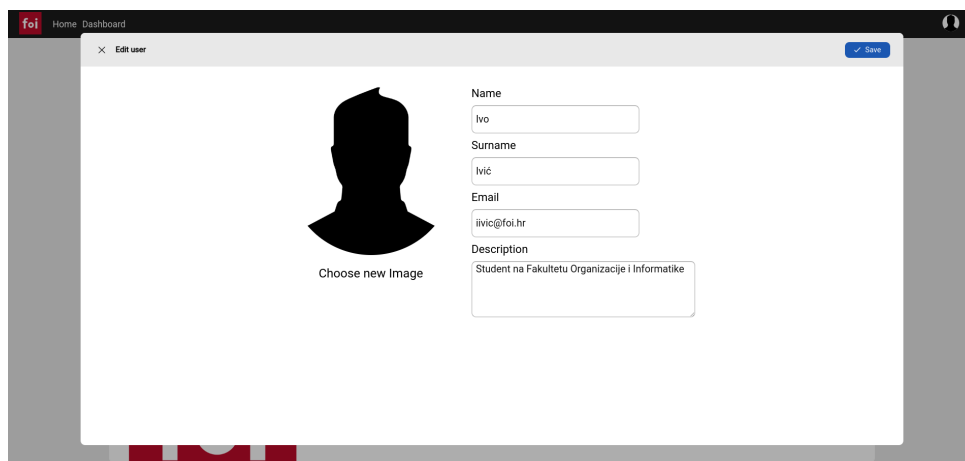 foi Home Dashboard
Edit user
Save
Name
Ivo
Surname
Ivić
Email
iivic@foi.hr
Description
Student na Fakultetu Organizacije i Informatike
Choose new Image